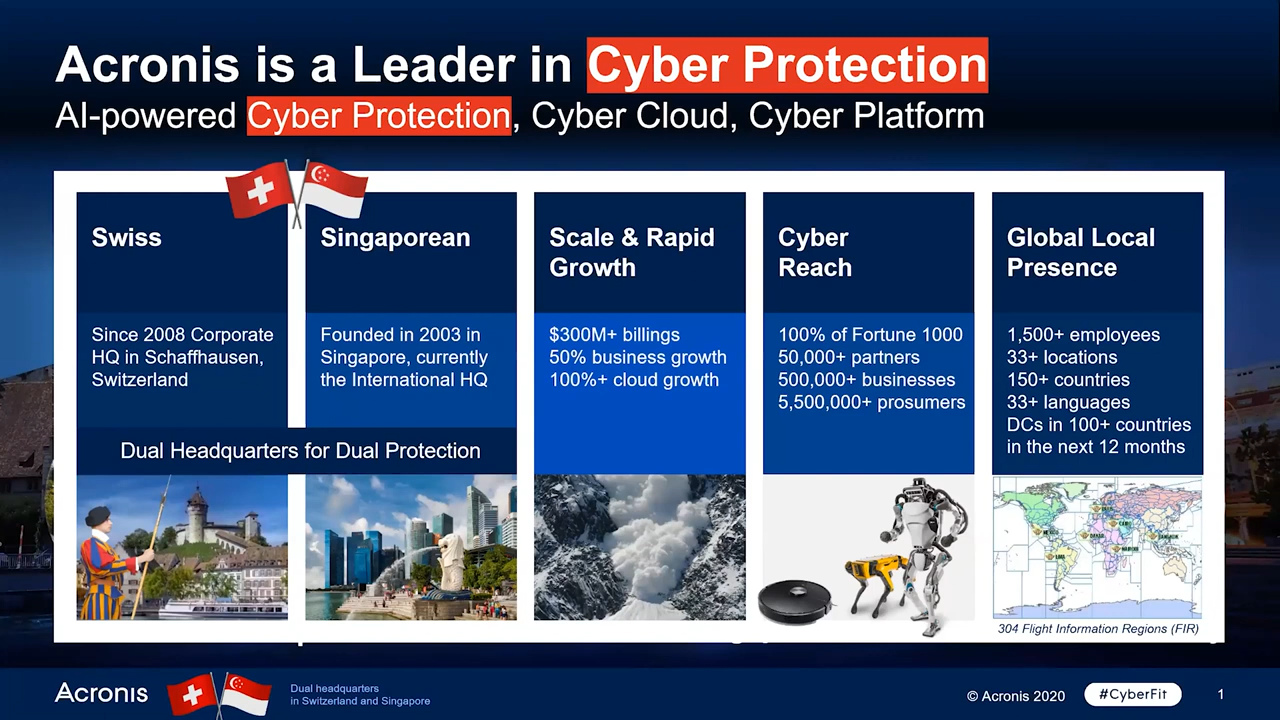 Acronis is a Leader in Cyber Protection
AI-powered Cyber Protection, Cyber Cloud, Cyber Platform
Swiss
Since 2008 Corporate
HQ in Schaffhausen,
Switzerland
Singaporean
Founded in 2003 in
Singapore, currently
the International HQ
Dual Headquarters for Dual Protection
Scale & Rapid
Growth
$300M+ billings
50% business growth
100%+ cloud growth
Cyber
Reach
100% of Fortune 1000
50,000+ partners
500,000+ businesses
5,500,000+ prosumers
Global Local
Presence
1,500+ employees
33+ locations
150+ countries
33+ languages
DCs in 100+ countries
in the next 12 months
304 Flight Information Regions (FIR)
Acronis
Dual headquarters
in Switzerland and Singapore
© Acronis 2020
#CyberFit
1